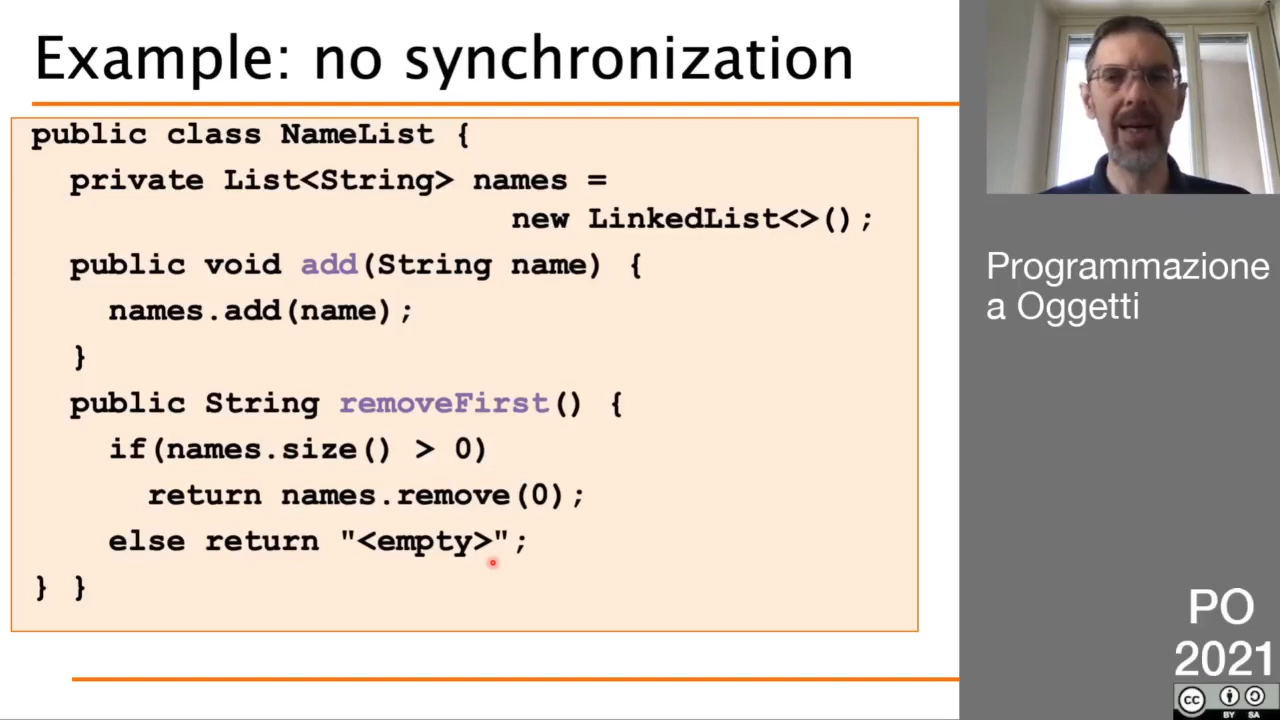 Example: no synchronization
public class NameList {
private List<String> names =
new LinkedList<>();
public void add(String name) {
names.add(name);
}
public String removeFirst() {
if(names.size() > 0)
return names.remove(0);
else return "<empty>";
} }
Programmazione
a Oggetti
PO
2021
cc
BY SA